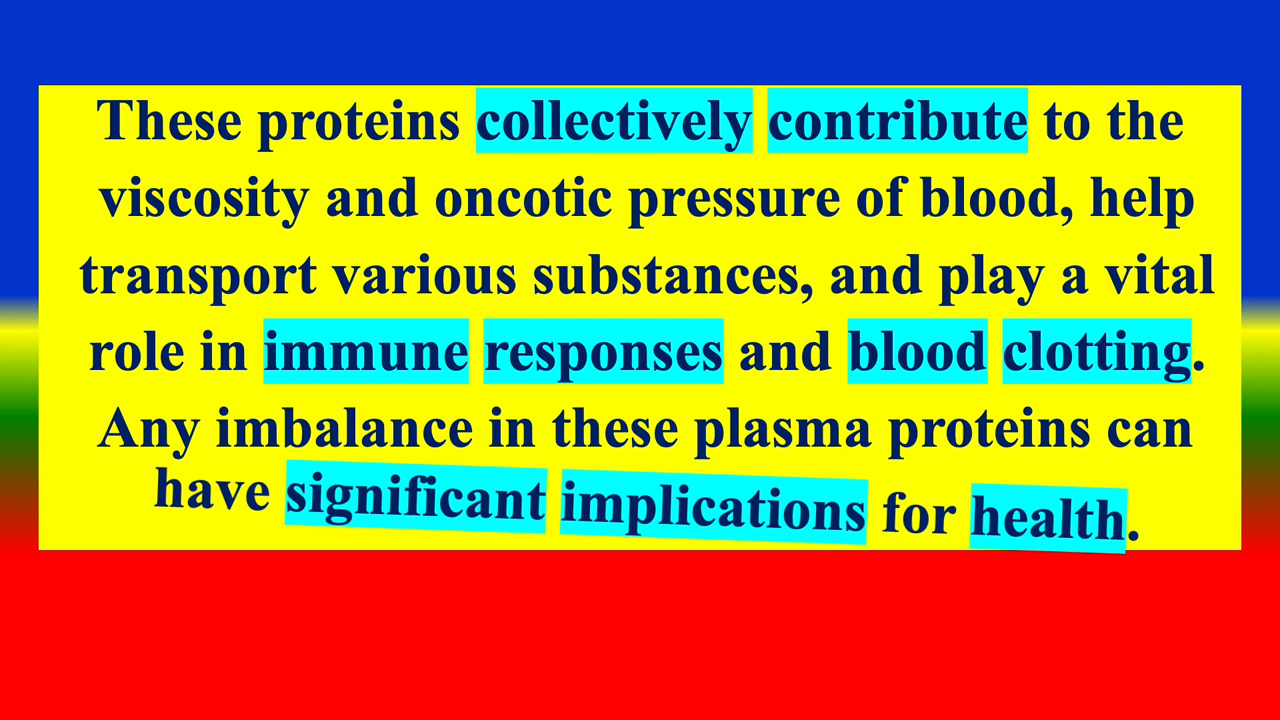 These proteins collectively contribute to the
viscosity and oncotic pressure of blood, help
transport various substances, and play a vital
role in immune responses and blood clotting.
Any imbalance in these plasma proteins can
have significant implications for health.